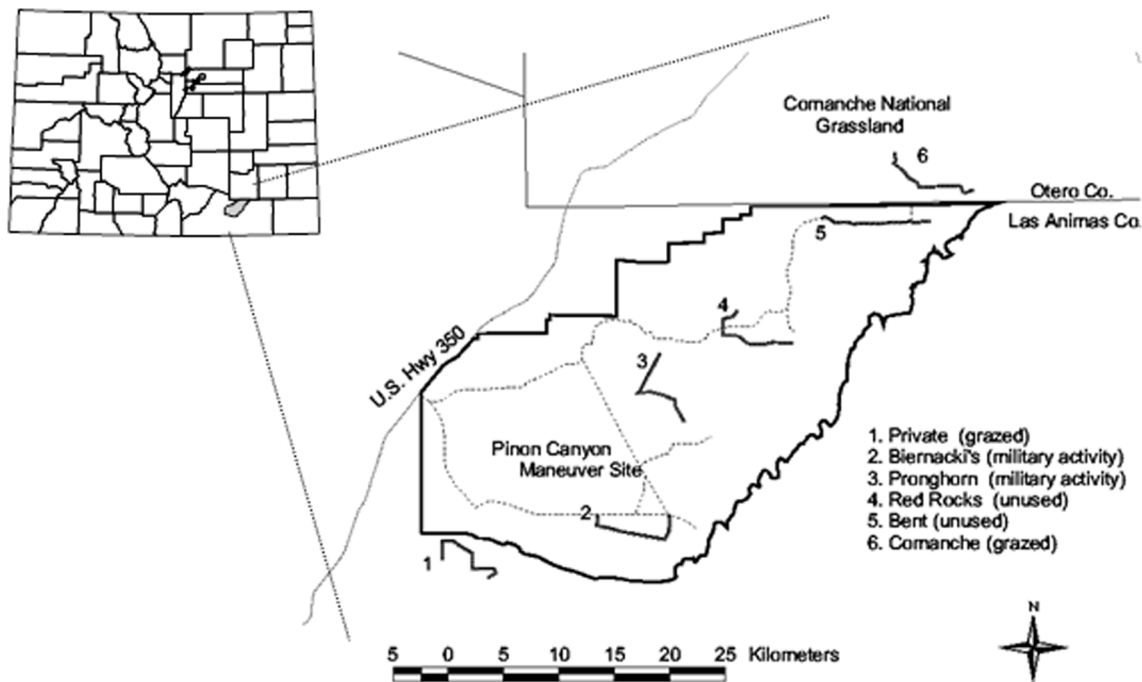 Comanche National
Grassland
6
Otero Co.
Las Animas Co.
5
4
U.S. Hwy 350
3
Pinon Canyon
Maneuver Site
2
1
1. Private (grazed)
2. Biernacki's (military activity)
3. Pronghorn (military activity)
4. Red Rocks (unused)
5. Bent (unused)
6. Comanche (grazed)
N
5 0 5 10 15 20 25 Kilometers